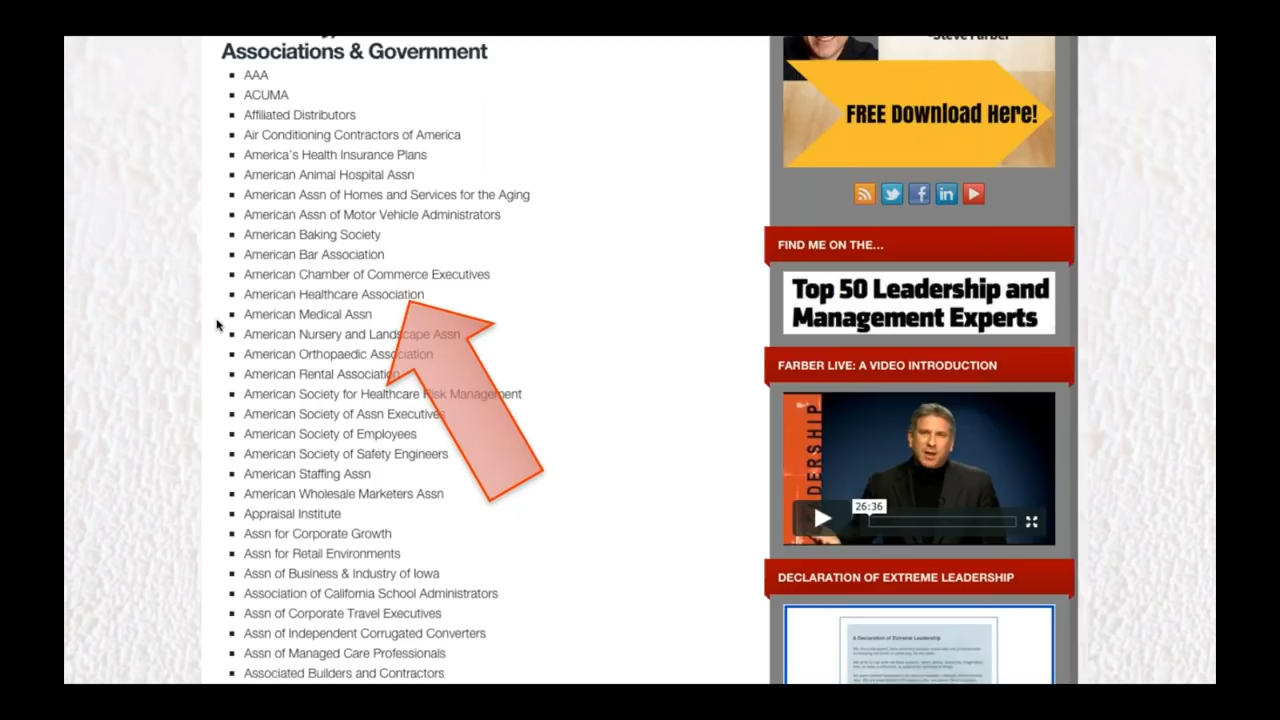 Associations & Government
AAA
ACUMA
Affiliated Distributors
Air Conditioning Contractors of America
America's Health Insurance Plans
American Animal Hospital Assn
American Assn of Homes and Services for the Aging
American Assn of Motor Vehicle Administrators
American Baking Society
American Bar Association
American Chamber of Commerce Executives
American Healthcare Association
American Medical Assn
American Nursery and Landscape Assn
American Orthopaedic Association
American Rental Association
American Society for Healthcare Risk Management
American Society of Assn Executives
American Society of Employees
American Society of Safety Engineers
American Staffing Assn
American Wholesale Marketers Assn
Appraisal Institute
Assn for Corporate Growth
Assn for Retail Environments
Assn of Business & Industry of Iowa
Association of California School Administrators
Assn of Corporate Travel Executives
Assn of Independent Corrugated Converters
Assn of Managed Care Professionals
Associated Builders and Contractors
-Steve Farber
FREE Download Here!
FIND ME ON THE...
Top 50 Leadership and
Management Experts
FARBER LIVE: A VIDEO INTRODUCTION
DERSHIP
26:36
DECLARATION OF EXTREME LEADERSHIP
A Declaration of Extreme Leadership